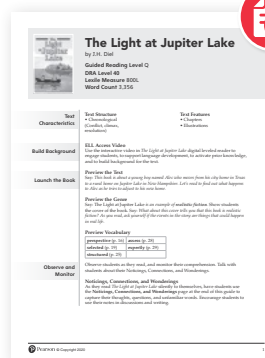 The Light at Jupiter Lake
by J.H. Diel
Guided Reading Level Q
DRA Level 40
Lexile Measure 800L
Word Count 3,356
Text Characteristics
Text Structure
• Chronological
(Conflict, climax,
resolution)
Text Features
• Chapters
• Illustrations
Build Background
ELL Access Video
Use the interactive video in The Light at Jupiter Lake digital leveled reader to
engage students, to support language development, to activate prior knowledge,
and to build background for the text.
Launch the Book
Preview the Text
Say: This book is about a young boy named Alec who moves from his city home in Texas
to a rural home on Jupiter Lake in New Hampshire. Let's read to find out what happens
to Alec as he tries to adjust to his new home.
Preview the Genre
Say: The Light at Jupiter Lake is an example of realistic fiction. Show students
the cover of the book. Say: What about this cover tells you that this book is realistic
fiction? As you read, ask yourself if the events in the story are things that could happen
in real life.
Preview Vocabulary
perspective (p. 16) assess (p. 28)
selected (p. 19) expertly (p. 29)
structured (p. 25)
Observe and
Monitor
Observe students as they read, and monitor their comprehension. Talk with
students about their Noticings, Connections, and Wonderings.
Noticings, Connections, and Wonderings
As they read The Light at Jupiter Lake silently to themselves, have students use
the Noticings, Connections, and Wonderings page at the end of this guide to
capture their thoughts, questions, and unfamiliar words. Encourage students to
use their notes in discussions and writing.
Pearson © Copyright 2020
1